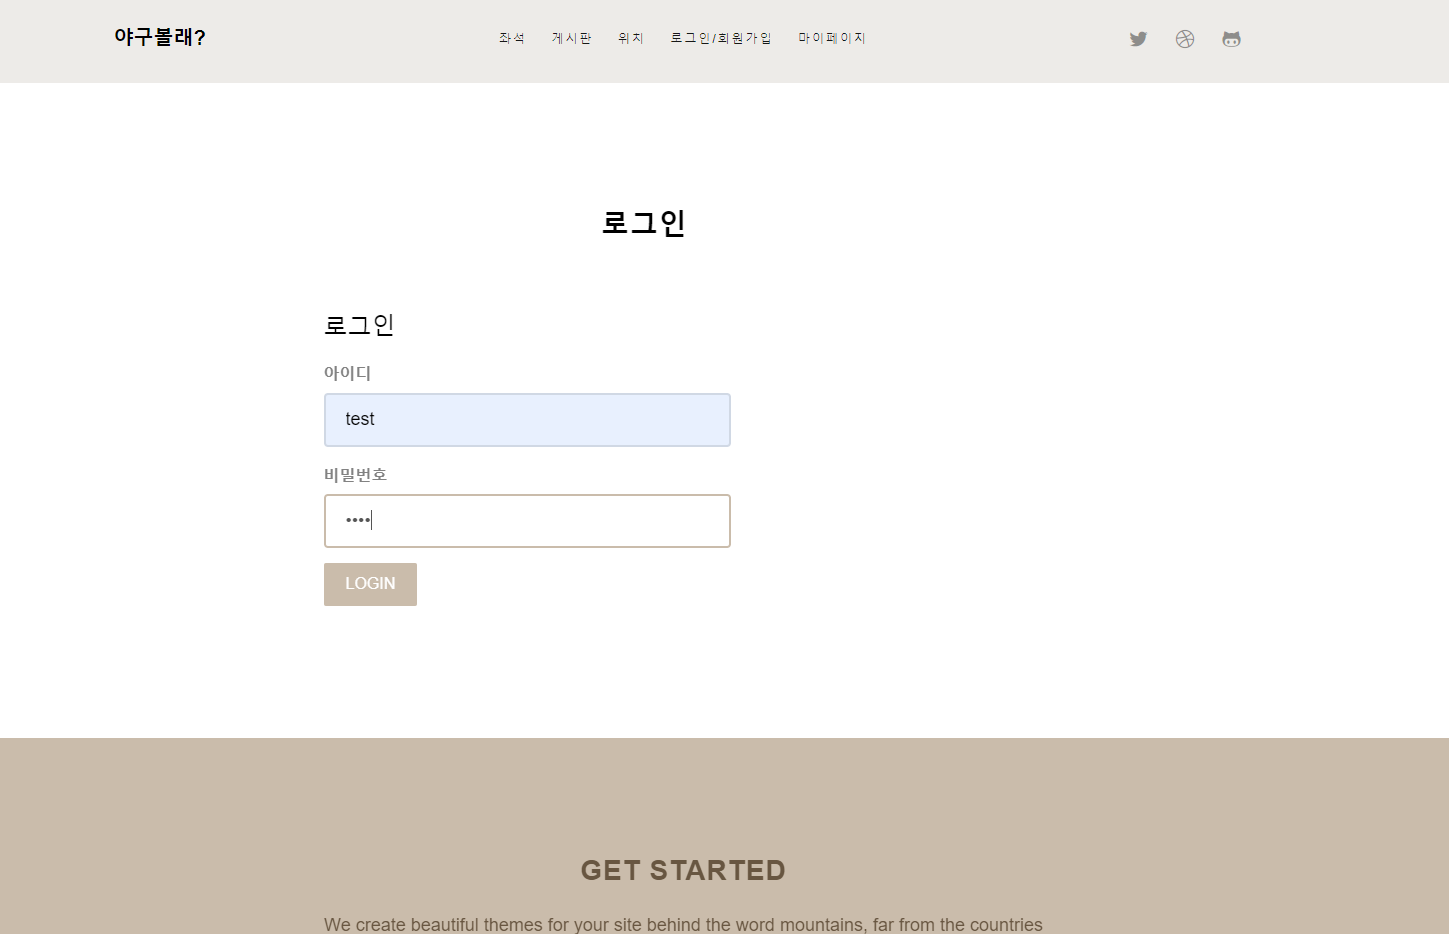 야구볼래?
좌석 게시판 위치 로그인/회원가입 마이페이지
로그인
로그인
아이디
test
비밀번호
••••
LOGIN
GET STARTED
We create beautiful themes for your site behind the word mountains, far from the countries